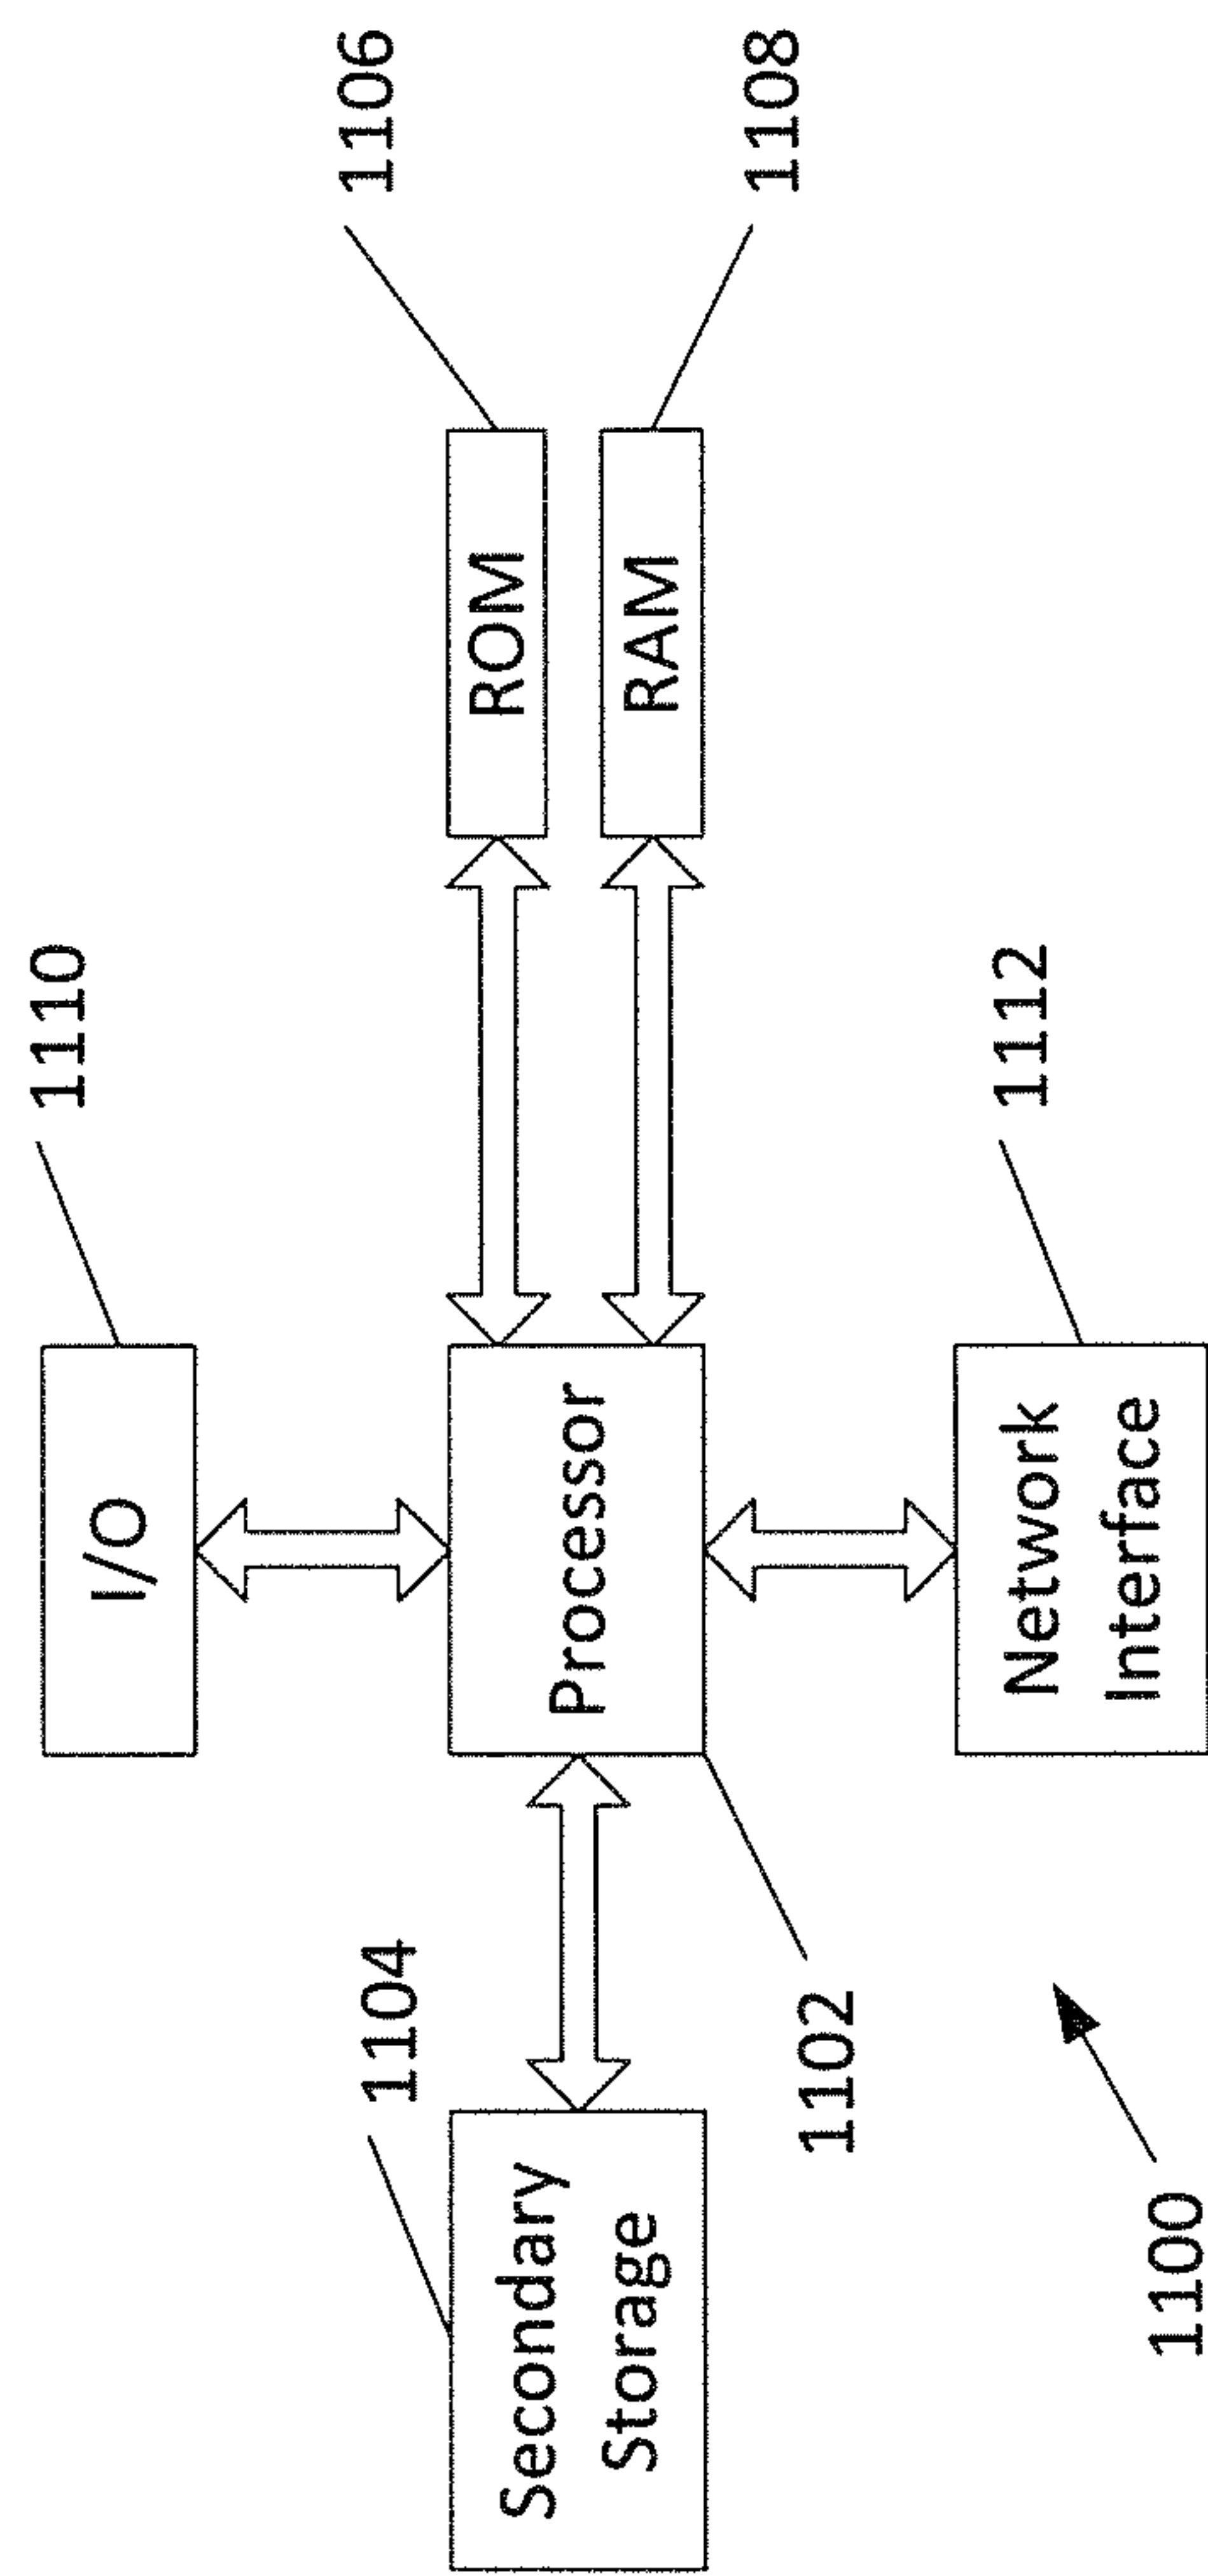 1110
I/O
1106
1104
Secondary
Storage
Processor
ROM
RAM
1108
1102
Network
Interface
1112
1100